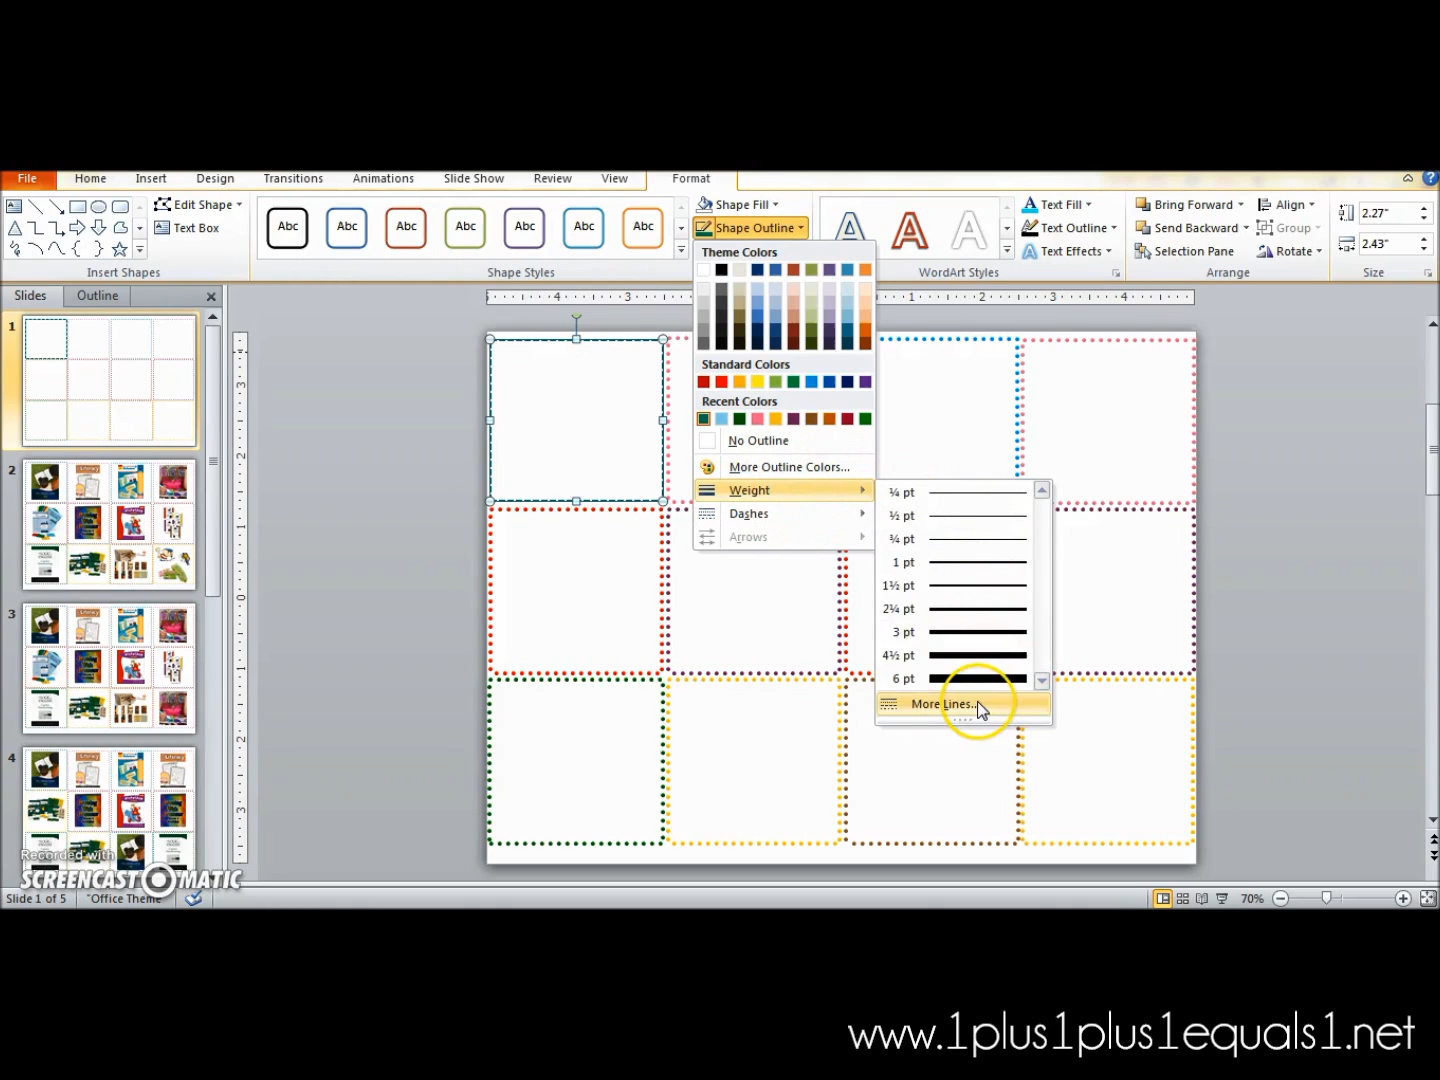 File Home Insert Design Transitions Animations Slide Show Review View Format
Edit Shape
Text Box
Insert Shapes
Abc Abc Abc Abc Abc Abc Abc
Shape Styles
Shape Fill
Shape Outline
A A A
WordArt Styles
Text Fill
Text Outline
Text Effects
Bring Forward
Send Backward
Selection Pane
Align
Group
Rotate
Arrange
2.27"
2.43"
Size
Slides Outline
1
2
3
4
Theme Colors
Standard Colors
Recent Colors
No Outline
More Outline Colors...
Weight
Dashes
Arrows
¼ pt
½ pt
¾ pt
1 pt
1½ pt
2¼ pt
3 pt
4½ pt
6 pt
More Lines...
Recorded with
SCREENCAST-O-MATIC
Slide 1 of 5 "Office Theme
70%
www.1plus1plus1equals1.net